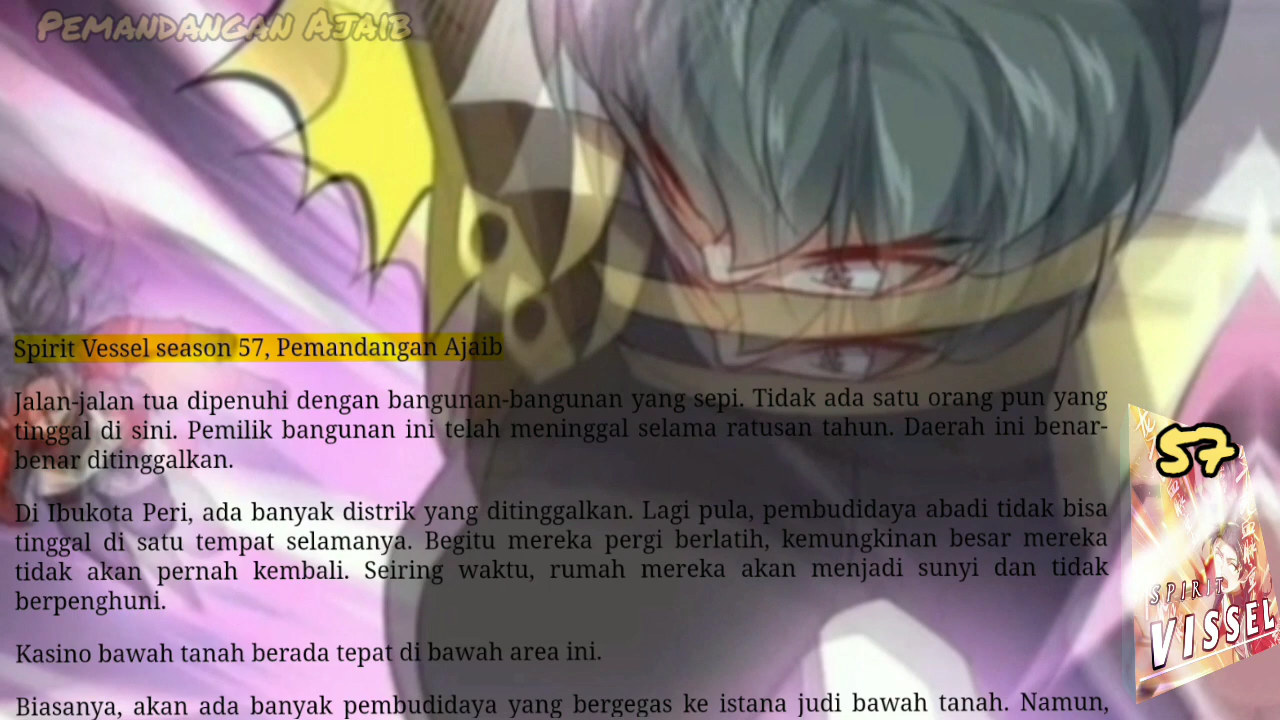 Pemandangan Ajaib
Spirit Vessel season 57, Pemandangan Ajaib
Jalan-jalan tua dipenuhi dengan bangunan-bangunan yang sepi. Tidak ada satu orang pun yang
tinggal di sini. Pemilik bangunan ini telah meninggal selama ratusan tahun. Daerah ini benar-
benar ditinggalkan.
Di Ibukota Peri, ada banyak distrik yang ditinggalkan. Lagi pula, pembudidaya abadi tidak bisa
tinggal di satu tempat selamanya. Begitu mereka pergi berlatih, kemungkinan besar mereka
tidak akan pernah kembali. Seiring waktu, rumah mereka akan menjadi sunyi dan tidak
berpenghuni.
Kasino bawah tanah berada tepat di bawah area ini.
Biasanya, akan ada banyak pembudidaya yang bergegas ke istana judi bawah tanah. Namun,
57
SPIRIT
VISSEL